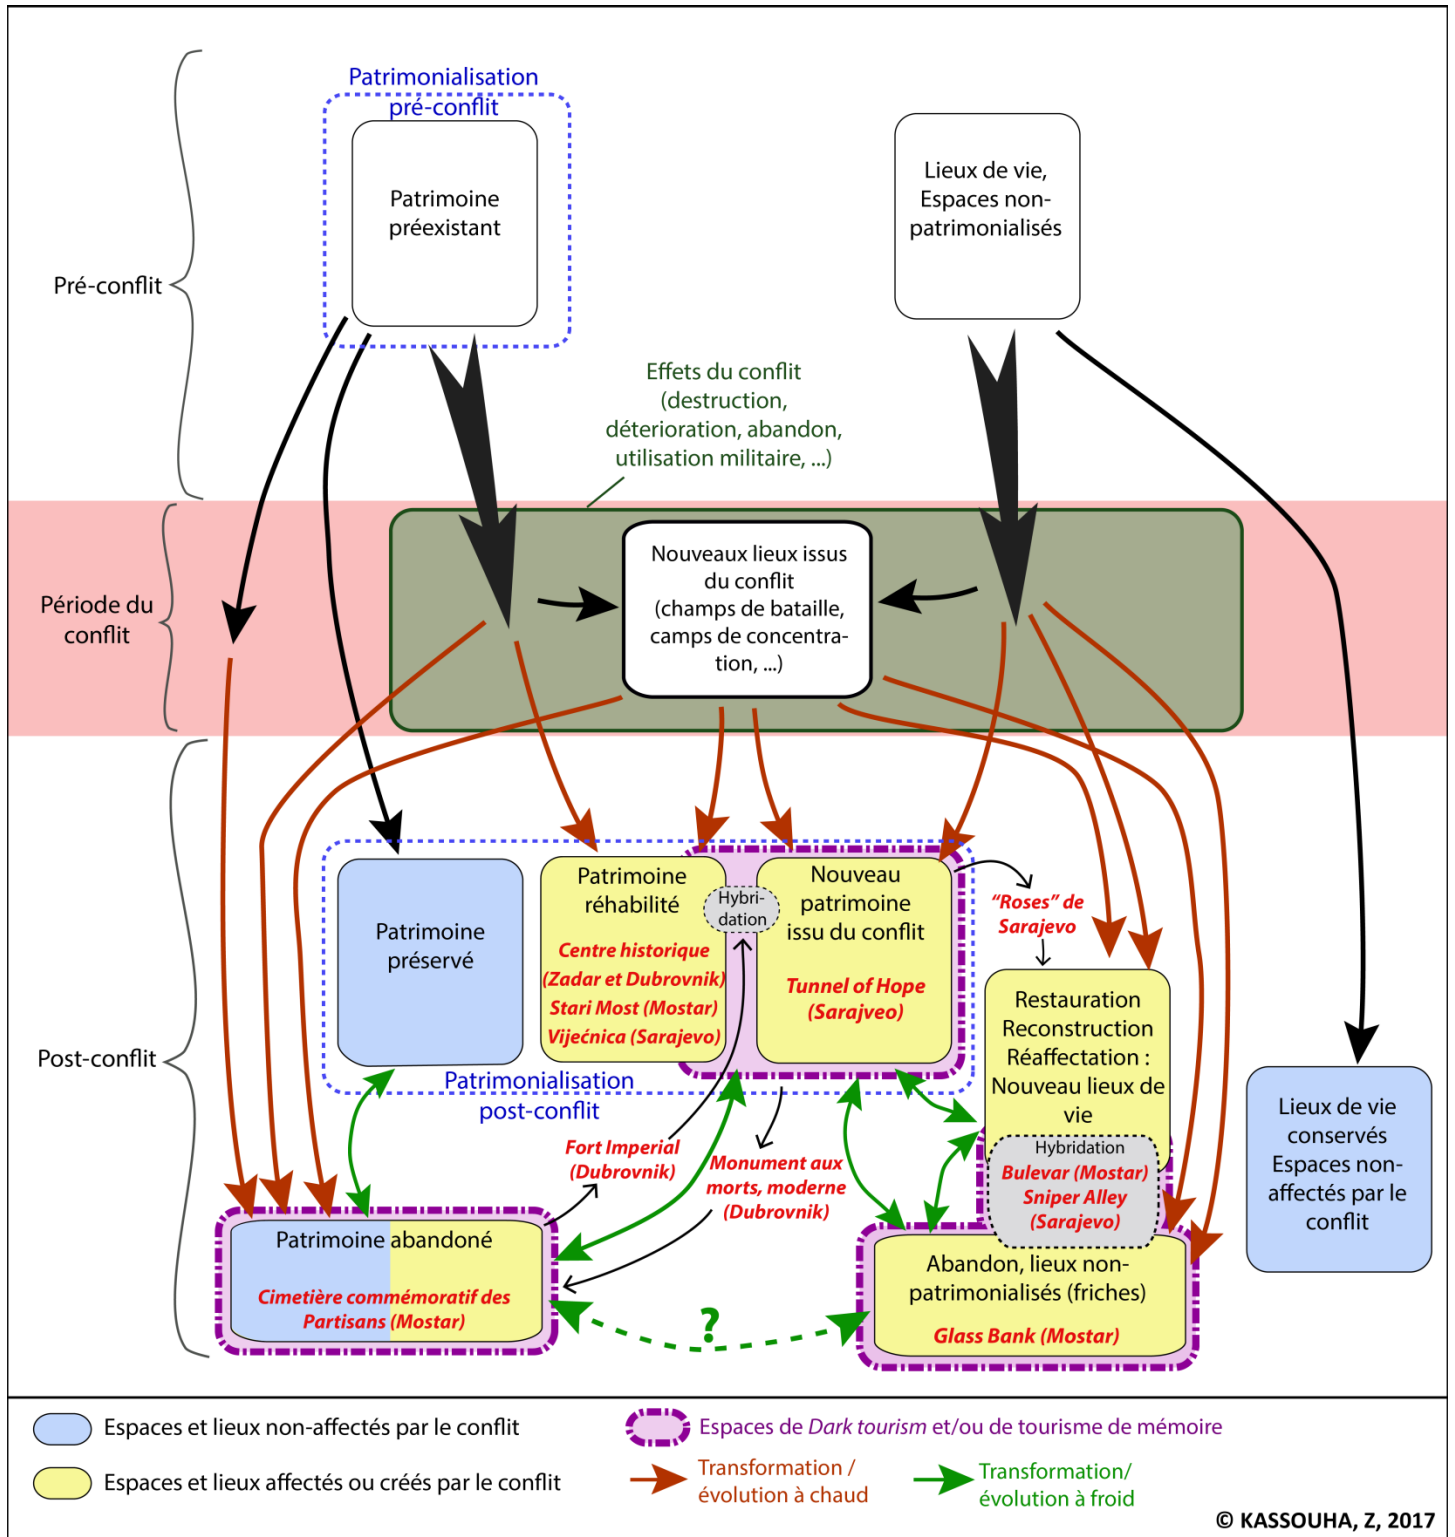 Patrimonialisation
pré-conflit
Patrimoine
préexistant
Lieux de vie,
Espaces non-
patrimonialisés
Pré-conflit
Effets du conflit
(destruction,
déterioration, abandon,
utilisation militaire, ...)
Période du
conflit
Nouveaux lieux issus
du conflit
(champs de bataille,
camps de concentra-
tion, ...)
Post-conflit
Patrimoine
préservé
Patrimoine
réhabilité
Centre historique
(Zadar et Dubrovnik)
Stari Most (Mostar)
Vijećnica (Sarajevo)
Hybri-
dation
Nouveau
patrimoine
issu du conflit
Tunnel of Hope
(Sarajveo)
"Roses" de
Sarajevo
Restauration
Reconstruction
Réaffectation :
Nouveau lieux de
vie
Hybridation
Bulevar (Mostar)
Sniper Alley
(Sarajevo)
Patrimonialisation
post-conflit
Lieux de vie
conservés
Espaces non-
affectés par le
conflit
Fort Imperial
(Dubrovnik)
Monument aux
morts, moderne
(Dubrovnik)
Patrimoine abandoné
Cimetière commémoratif des
Partisans (Mostar)
?
Abandon, lieux non-
patrimonialisés (friches)
Glass Bank (Mostar)
Espaces et lieux non-affectés par le conflit
Espaces et lieux affectés ou créés par le conflit
Espaces de Dark tourism et/ou de tourisme de mémoire
Transformation /
évolution à chaud
Transformation/
évolution à froid
© KASSOUHA, Z, 2017